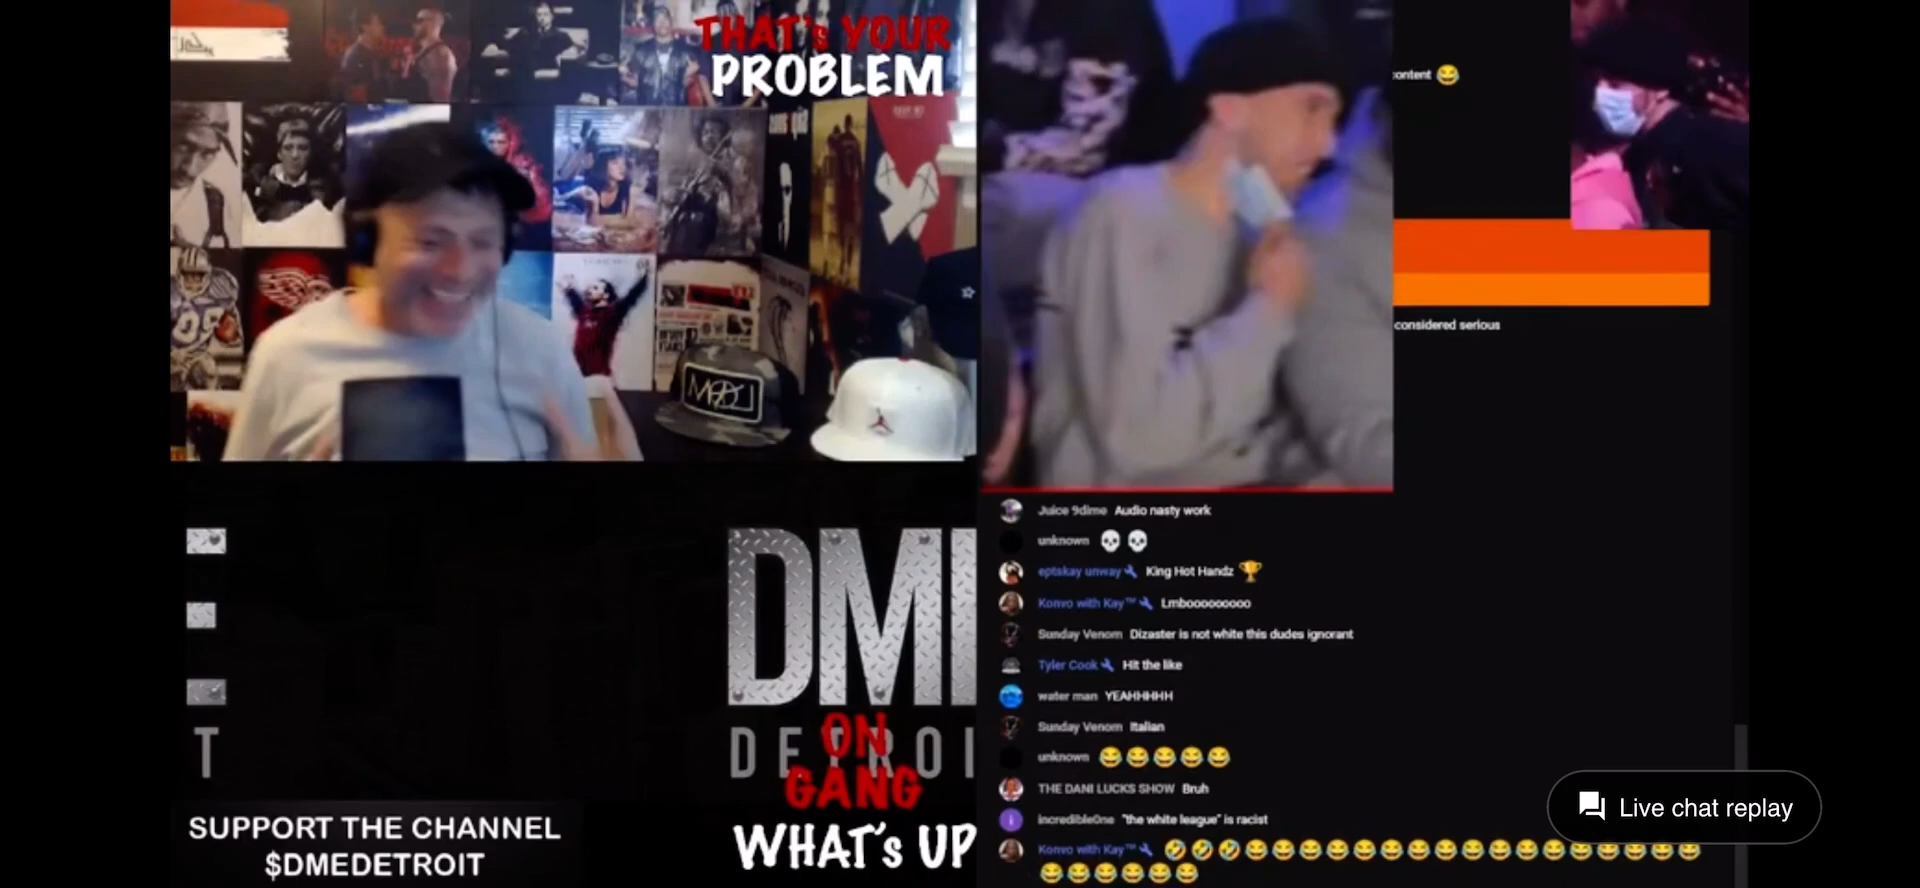 THAT's YOUR
PROBLEM
content 😂
considered serious
Juice 9dime Audio nasty work
unknown 💀💀
eptskay unway King Hot Handz 🏆
Konvo with Kay™ Lmbooooooooo
Sunday Venom Dizaster is not white this dudes ignorant
Tyler Cook Hit the like
water man YEAHHHHH
Sunday Venom Italian
unknown 😂😂😂😂😂
THE DANI LUCKS SHOW Bruh
incredibleOne "the white league" is racist
Konvo with Kay™ 🤣🤣🤣😂😂😂😂😂😂😂😂😂😂😂😂😂😂😂😂😂
😂😂😂😂😂😂
E
T
DME
DETROI
ON
GANG
WHAT's UP
SUPPORT THE CHANNEL
$DMEDETROIT
Live chat replay